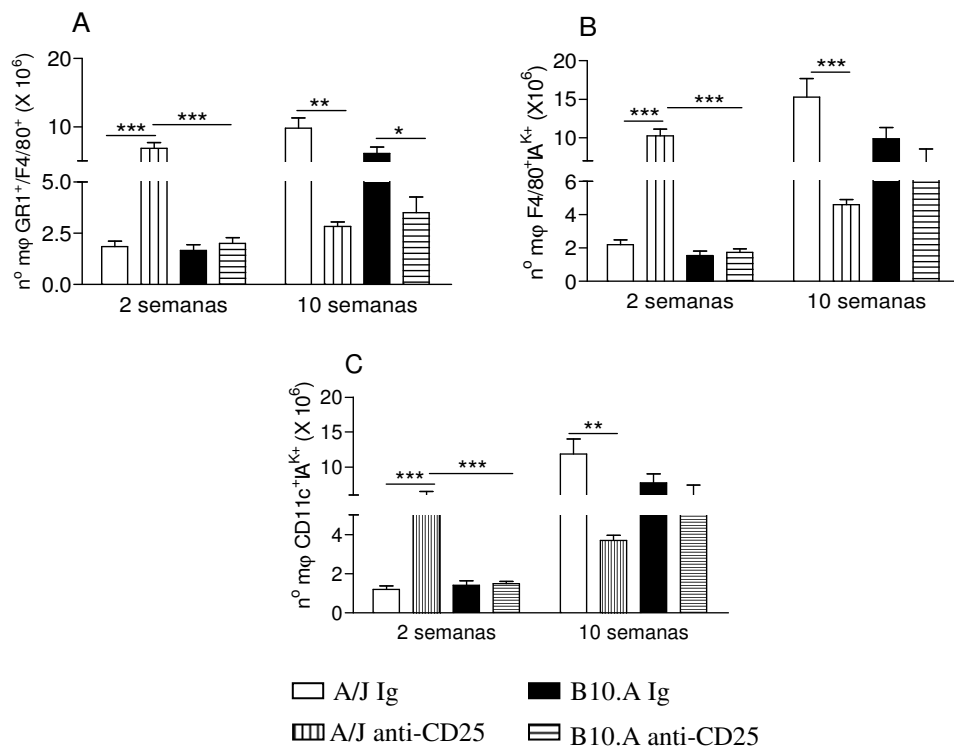 A
nº mφ GR1⁺/F4/80⁺ (X 10⁶)
20
10
5.0
2.5
0.0
***
***
**
*
2 semanas
10 semanas
B
nº mφ F4/80⁺IAᴷ⁺ (X10⁶)
20
15
10
6
4
2
0
***
***
***
2 semanas
10 semanas
C
nº mφ CD11c⁺IAᴷ⁺ (X 10⁶)
20
15
10
4
2
0
***
***
**
2 semanas
10 semanas
A/J Ig
B10.A Ig
A/J anti-CD25
B10.A anti-CD25